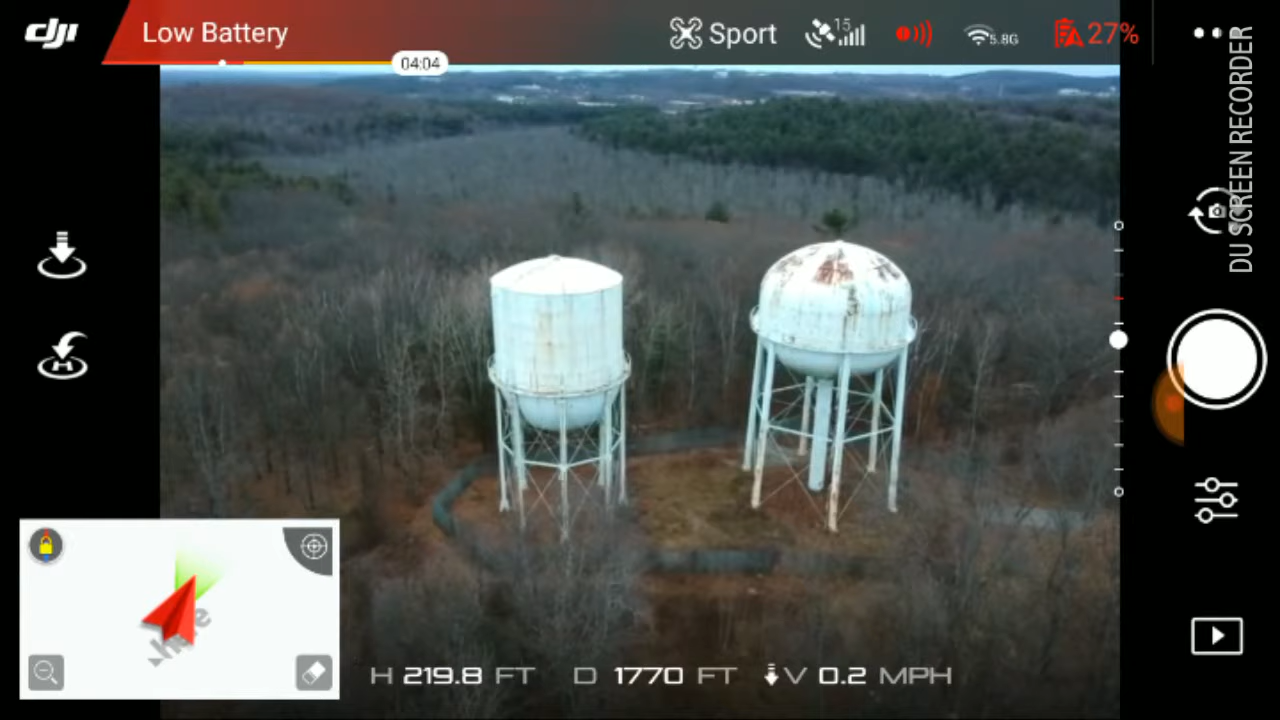 dji
Low Battery
Sport
15
5.8G
27%
04:04
DU SCREEN RECORDER
H
here
H 219.8 FT D 1770 FT V 0.2 MPH